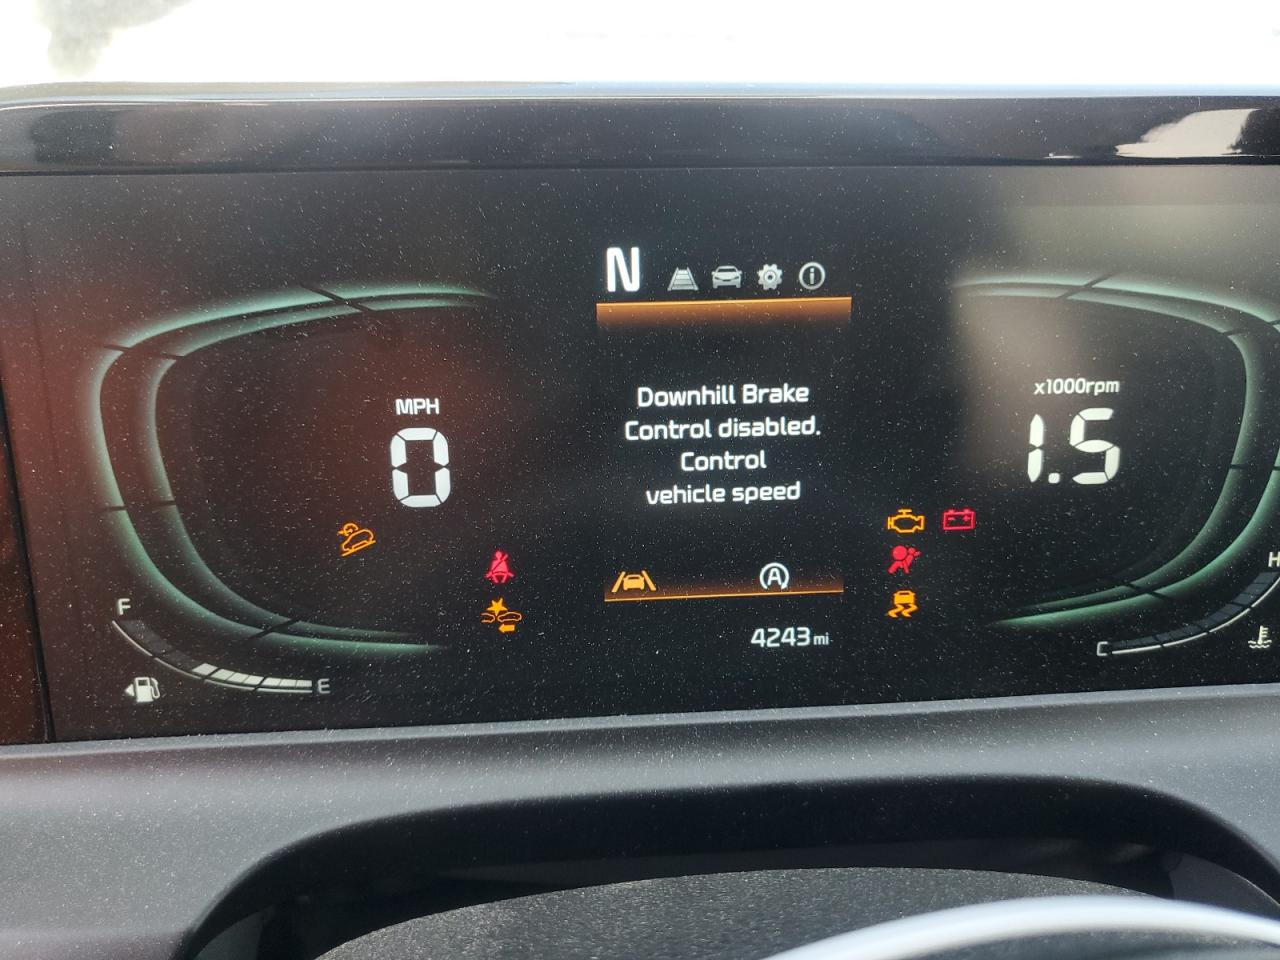 N
MPH
0
Downhill Brake
Control disabled.
Control
vehicle speed
x1000rpm
1.5
A
F
E
4243 mi
H
C